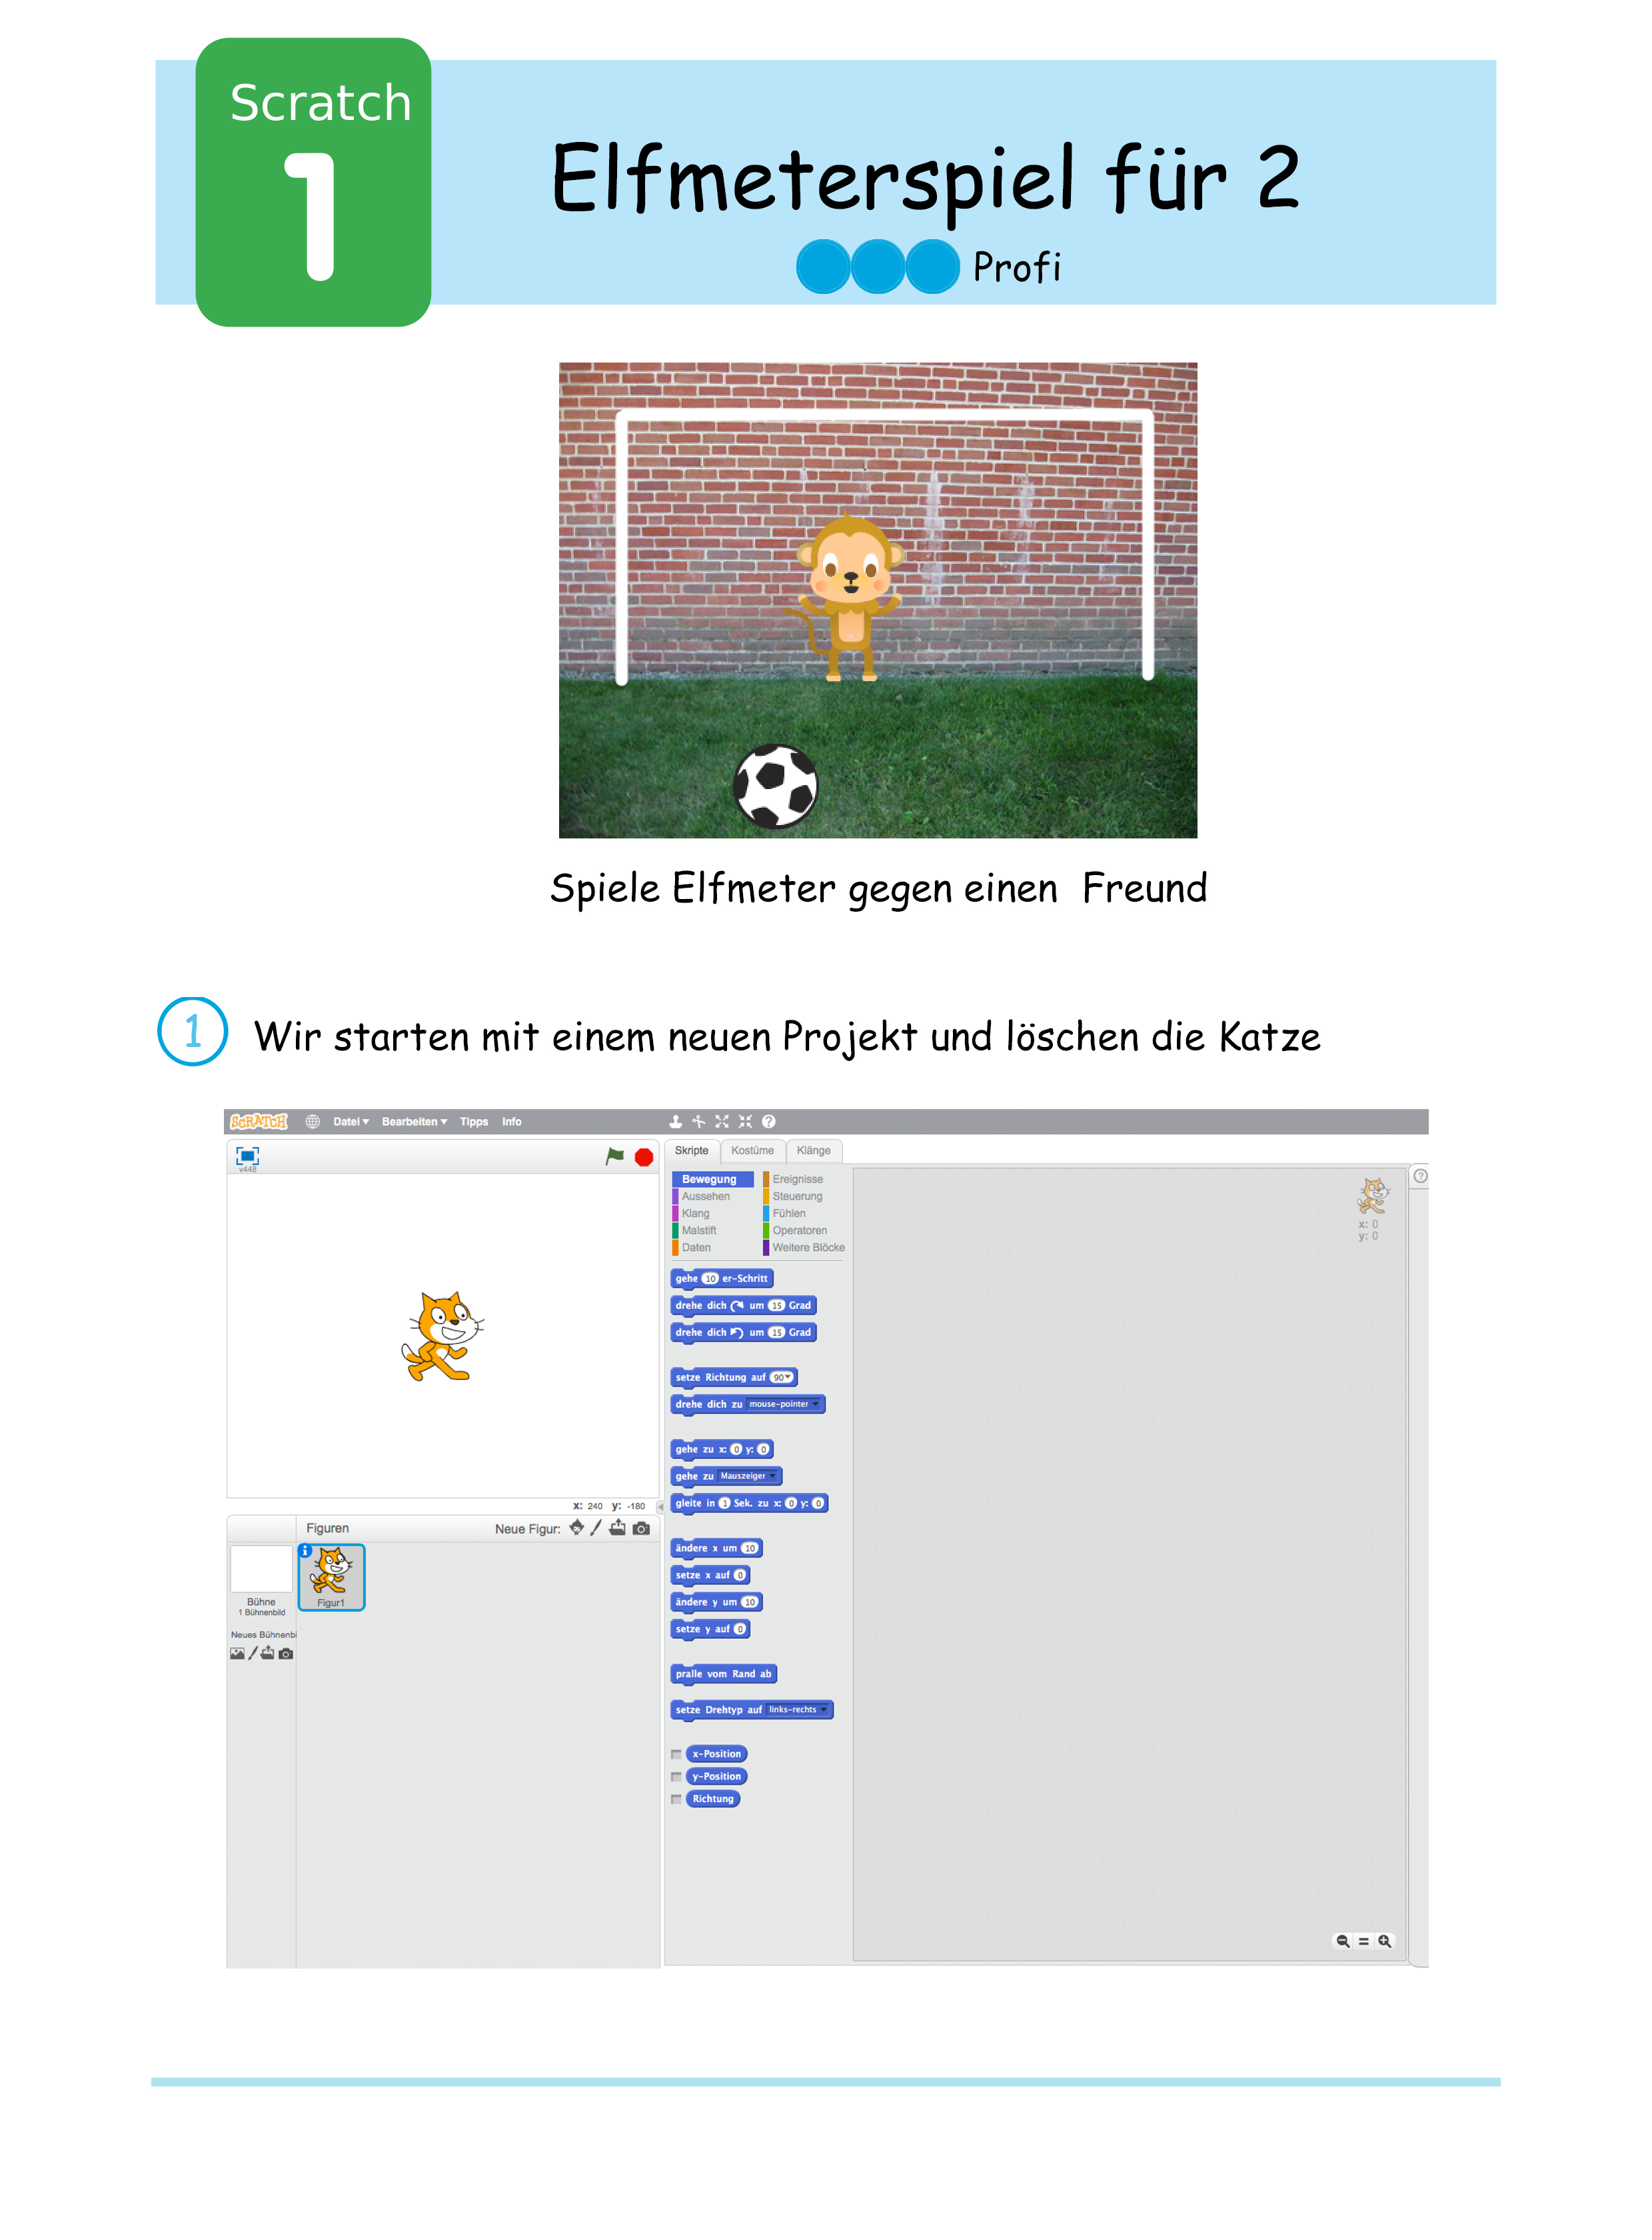 Scratch
1
Elfmeterspiel für 2
Profi
Spiele Elfmeter gegen einen Freund
1 Wir starten mit einem neuen Projekt und löschen die Katze
SCRATCH Datei Bearbeiten Tipps Info
v448
Skripte Kostüme Klänge
Bewegung Ereignisse
Aussehen Steuerung
Klang Fühlen
Malstift Operatoren
Daten Weitere Blöcke
x: 0
y: 0
gehe 10 er-Schritt
drehe dich um 15 Grad
drehe dich um 15 Grad
setze Richtung auf 90
drehe dich zu mouse-pointer
gehe zu x: 0 y: 0
gehe zu Mauszeiger
gleite in 1 Sek. zu x: 0 y: 0
ändere x um 10
setze x auf 0
ändere y um 10
setze y auf 0
pralle vom Rand ab
setze Drehtyp auf links-rechts
x-Position
y-Position
Richtung
x: 240 y: -180
Figuren Neue Figur:
Bühne
1 Bühnenbild
Figur1
Neues Bühnenbi